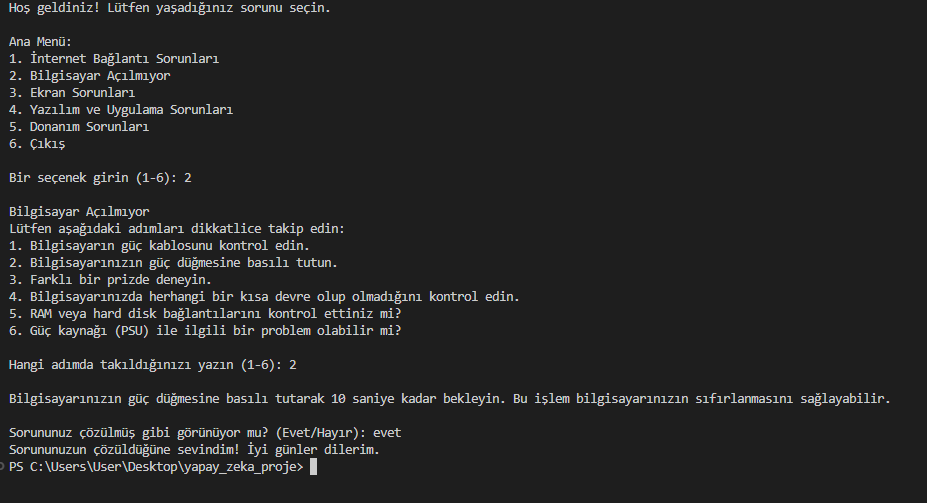 Hoş geldiniz! Lütfen yaşadığınız sorunu seçin.
Ana Menü:
1. İnternet Bağlantı Sorunları
2. Bilgisayar Açılmıyor
3. Ekran Sorunları
4. Yazılım ve Uygulama Sorunları
5. Donanım Sorunları
6. Çıkış
Bir seçenek girin (1-6): 2
Bilgisayar Açılmıyor
Lütfen aşağıdaki adımları dikkatlice takip edin:
1. Bilgisayarın güç kablosunu kontrol edin.
2. Bilgisayarınızın güç düğmesine basılı tutun.
3. Farklı bir prizde deneyin.
4. Bilgisayarınızda herhangi bir kısa devre olup olmadığını kontrol edin.
5. RAM veya hard disk bağlantılarını kontrol ettiniz mi?
6. Güç kaynağı (PSU) ile ilgili bir problem olabilir mi?
Hangi adımda takıldığınızı yazın (1-6): 2
Bilgisayarınızın güç düğmesine basılı tutarak 10 saniye kadar bekleyin. Bu işlem bilgisayarınızın sıfırlanmasını sağlayabilir.
Sorununuz çözülmüş gibi görünüyor mu? (Evet/Hayır): evet
Sorununuzun çözüldüğüne sevindim! İyi günler dilerim.
PS C:\Users\User\Desktop\yapay_zeka_proje>